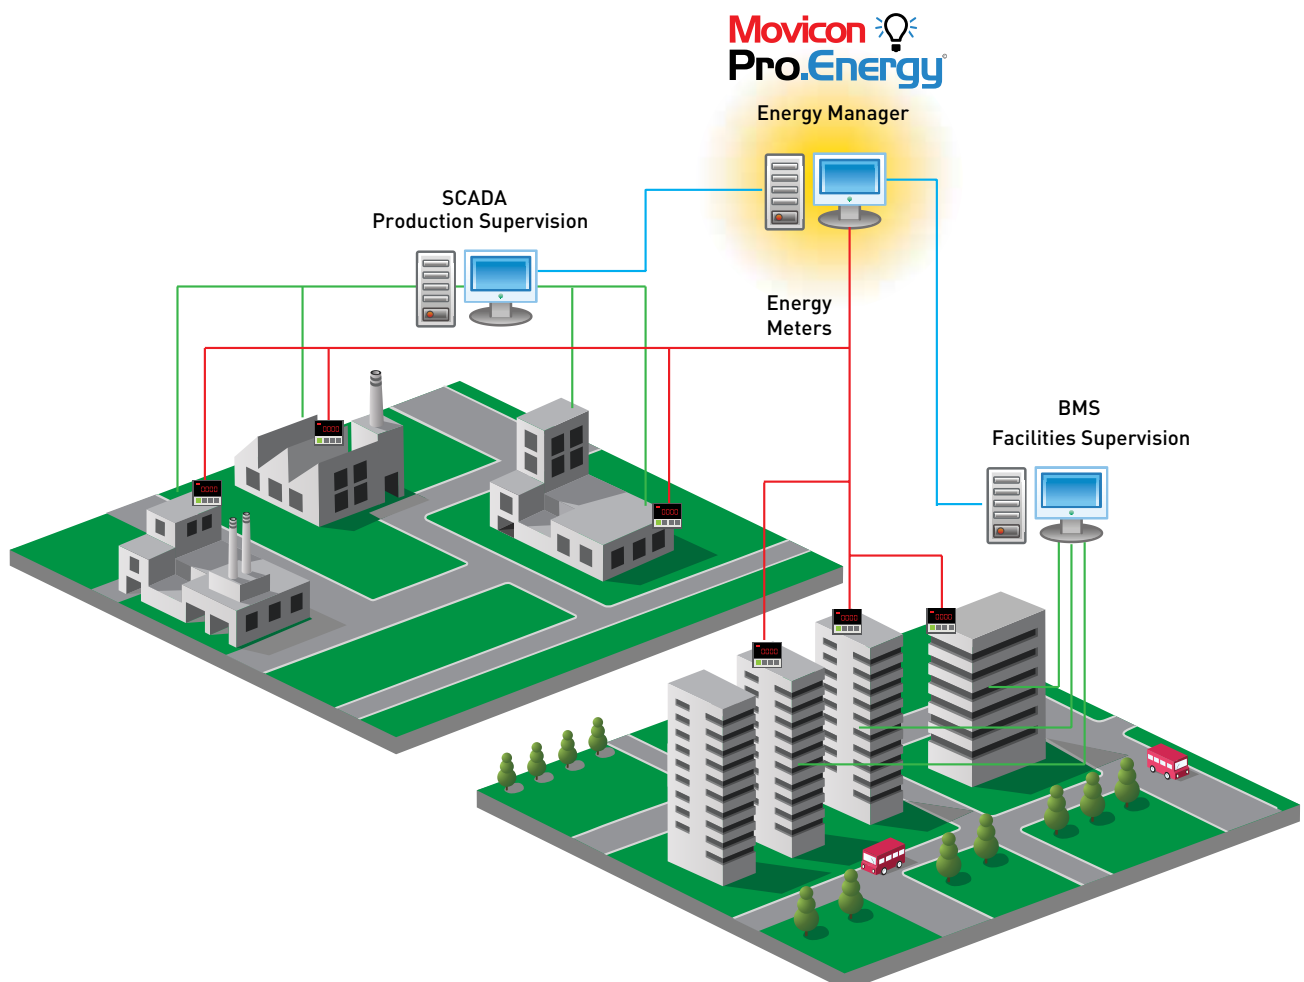 Movicon
Pro.Energy©
Energy Manager
SCADA
Production Supervision
Energy
Meters
BMS
Facilities Supervision